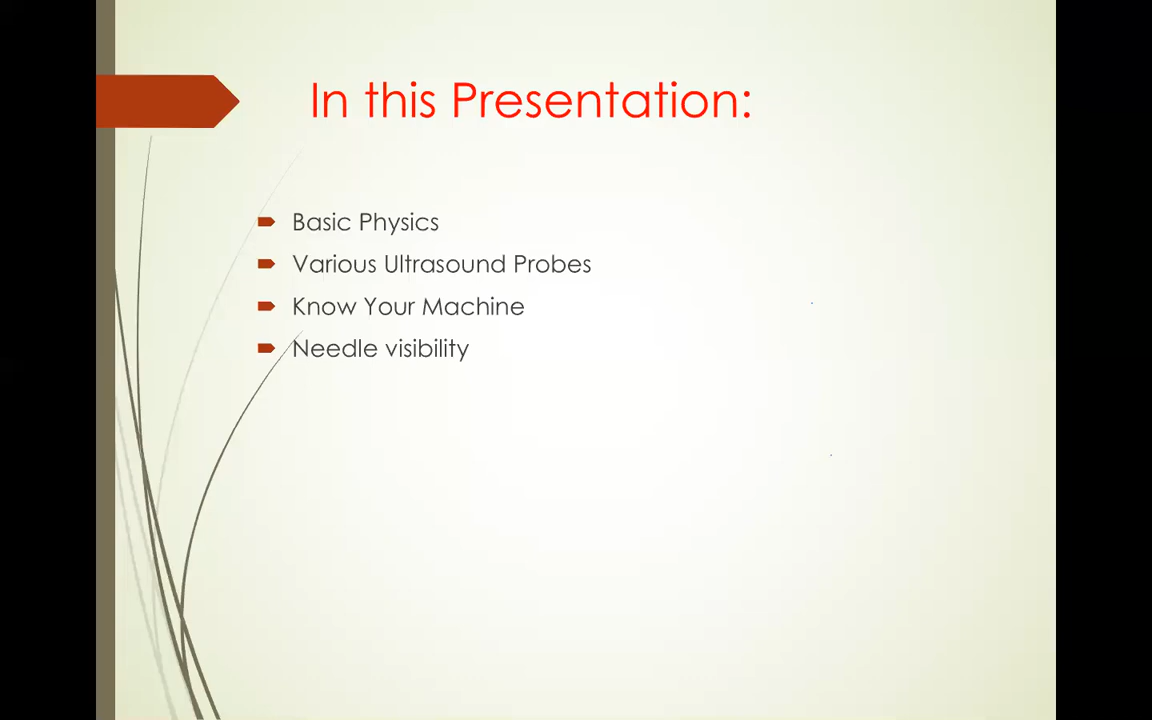 In this Presentation:
Basic Physics
Various Ultrasound Probes
Know Your Machine
Needle visibility